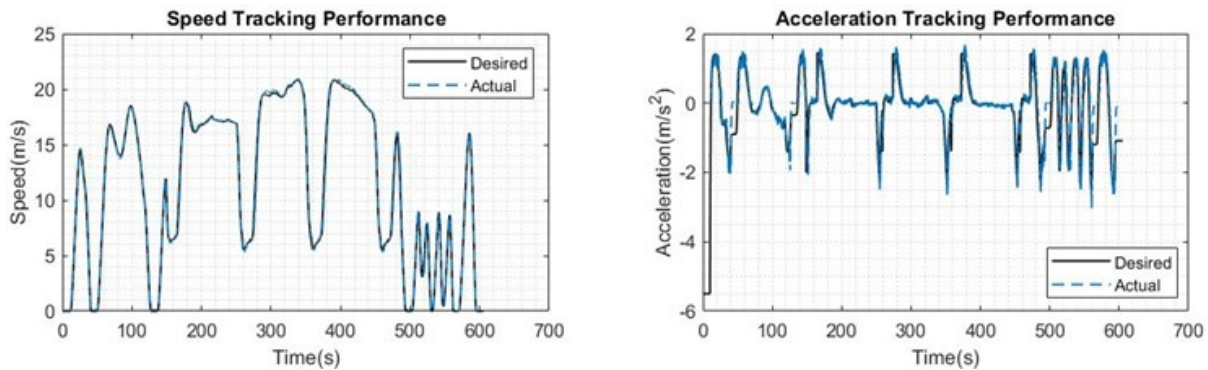 Speed Tracking Performance
25
20
15
10
5
0
Speed(m/s)
0 100 200 300 400 500 600 700
Time(s)
Desired
Actual
Acceleration Tracking Performance
2
0
-2
-4
-6
Acceleration(m/s²)
0 100 200 300 400 500 600 700
Time(s)
Desired
Actual